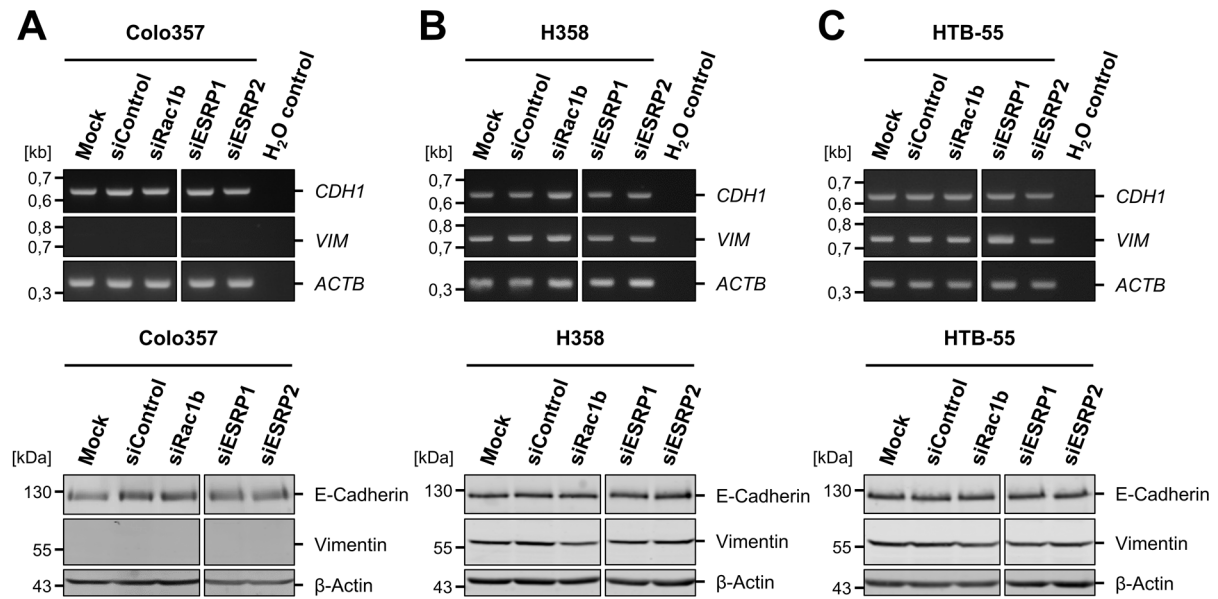 A
Colo357
Mock
siControl
siRac1b
siESRP1
siESRP2
H₂O control
[kb]
0,7
0,6
CDH1
0,8
0,7
VIM
0,3
ACTB
B
H358
Mock
siControl
siRac1b
siESRP1
siESRP2
H₂O control
[kb]
0,7
0,6
CDH1
0,8
0,7
VIM
0,3
ACTB
C
HTB-55
Mock
siControl
siRac1b
siESRP1
siESRP2
H₂O control
[kb]
0,7
0,6
CDH1
0,8
0,7
VIM
0,3
ACTB
Colo357
Mock
siControl
siRac1b
siESRP1
siESRP2
[kDa]
130
E-Cadherin
55
Vimentin
43
β-Actin
H358
Mock
siControl
siRac1b
siESRP1
siESRP2
[kDa]
130
E-Cadherin
55
Vimentin
43
β-Actin
HTB-55
Mock
siControl
siRac1b
siESRP1
siESRP2
[kDa]
130
E-Cadherin
55
Vimentin
43
β-Actin